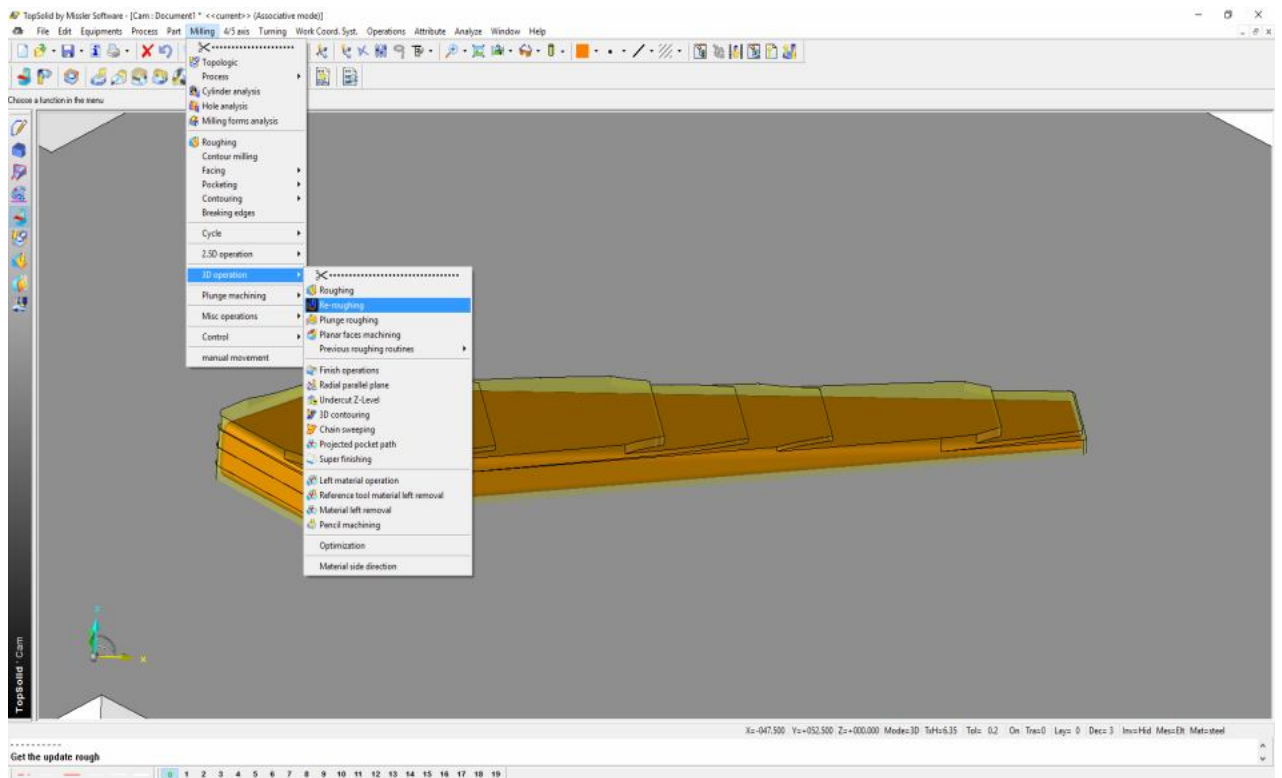 TopSolid by Missler Software - [Cam : Document1 * <<current>> (Associative mode)]
File Edit Equipments Process Part Milling 4/5 axis Turning Work Coord. Syst. Operations Attribute Analyze Window Help
Choose a function in the menu
Topologic
Process
Cylinder analysis
Hole analysis
Milling forms analysis
Roughing
Contour milling
Facing
Pocketing
Contouring
Breaking edges
Cycle
2.5D operation
3D operation
Plunge machining
Misc operations
Control
manual movement
Roughing
Re-roughing
Plunge roughing
Planar faces machining
Previous roughing routines
Finish operations
Radial parallel plane
Undercut Z-Level
3D contouring
Chain sweeping
Projected pocket path
Super finishing
Left material operation
Reference tool material left removal
Material left removal
Pencil machining
Optimization
Material side direction
z
x
TopSolid'Cam
X=-047.500 Y=+052.500 Z=+000.000 Mode=3D TsH=6.35 Tol= 0.2 On Tra=0 Lay= 0 Dec= 3 Inv=Hid Mes=Elt Mat=steel
Get the update rough
0 1 2 3 4 5 6 7 8 9 10 11 12 13 14 15 16 17 18 19